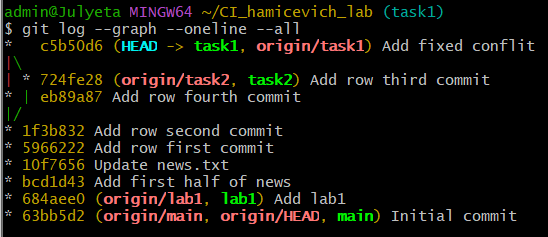 admin@Julyeta MINGW64 ~/CI_hamicevich_lab (task1)
$ git log --graph --oneline --all
*   c5b50d6 (HEAD -> task1, origin/task1) Add fixed conflit
|\
| * 724fe28 (origin/task2, task2) Add row third commit
* | eb89a87 Add row fourth commit
|/
* 1f3b832 Add row second commit
* 5966222 Add row first commit
* 10f7656 Update news.txt
* bcd1d43 Add first half of news
* 684aee0 (origin/lab1, lab1) Add lab1
* 63bb5d2 (origin/main, origin/HEAD, main) Initial commit